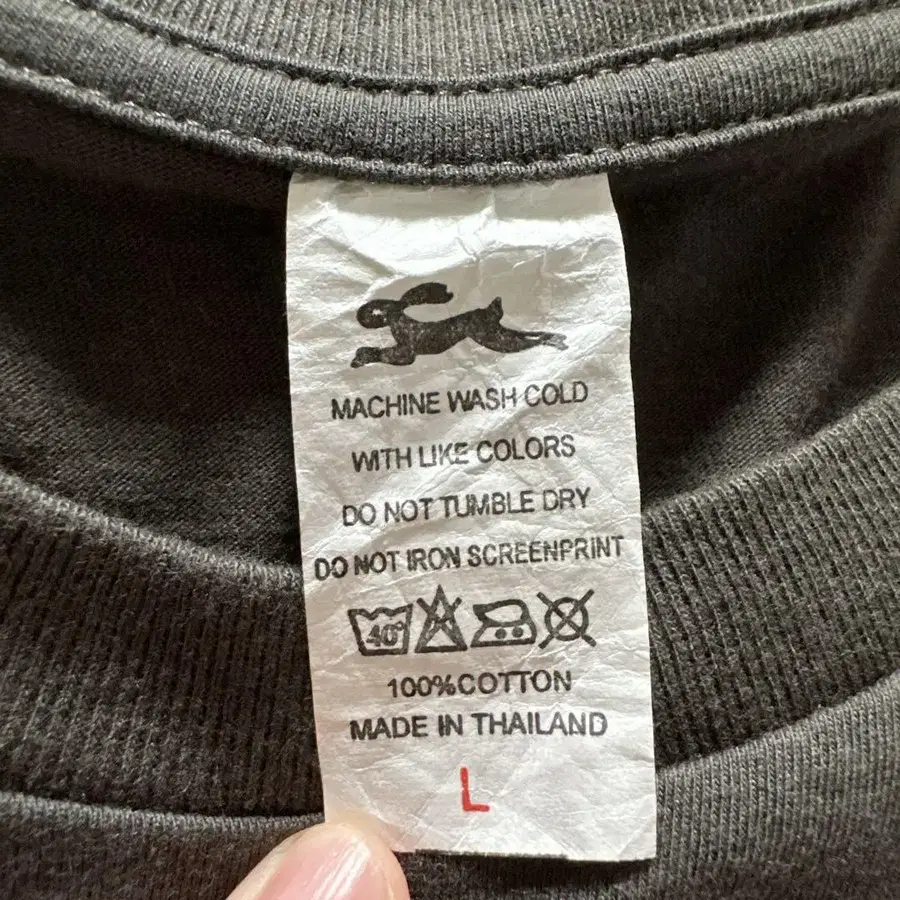 MACHINE WASH COLD
WITH LIKE COLORS
DO NOT TUMBLE DRY
DO NOT IRON SCREENPRINT
40°
100%COTTON
MADE IN THAILAND
L